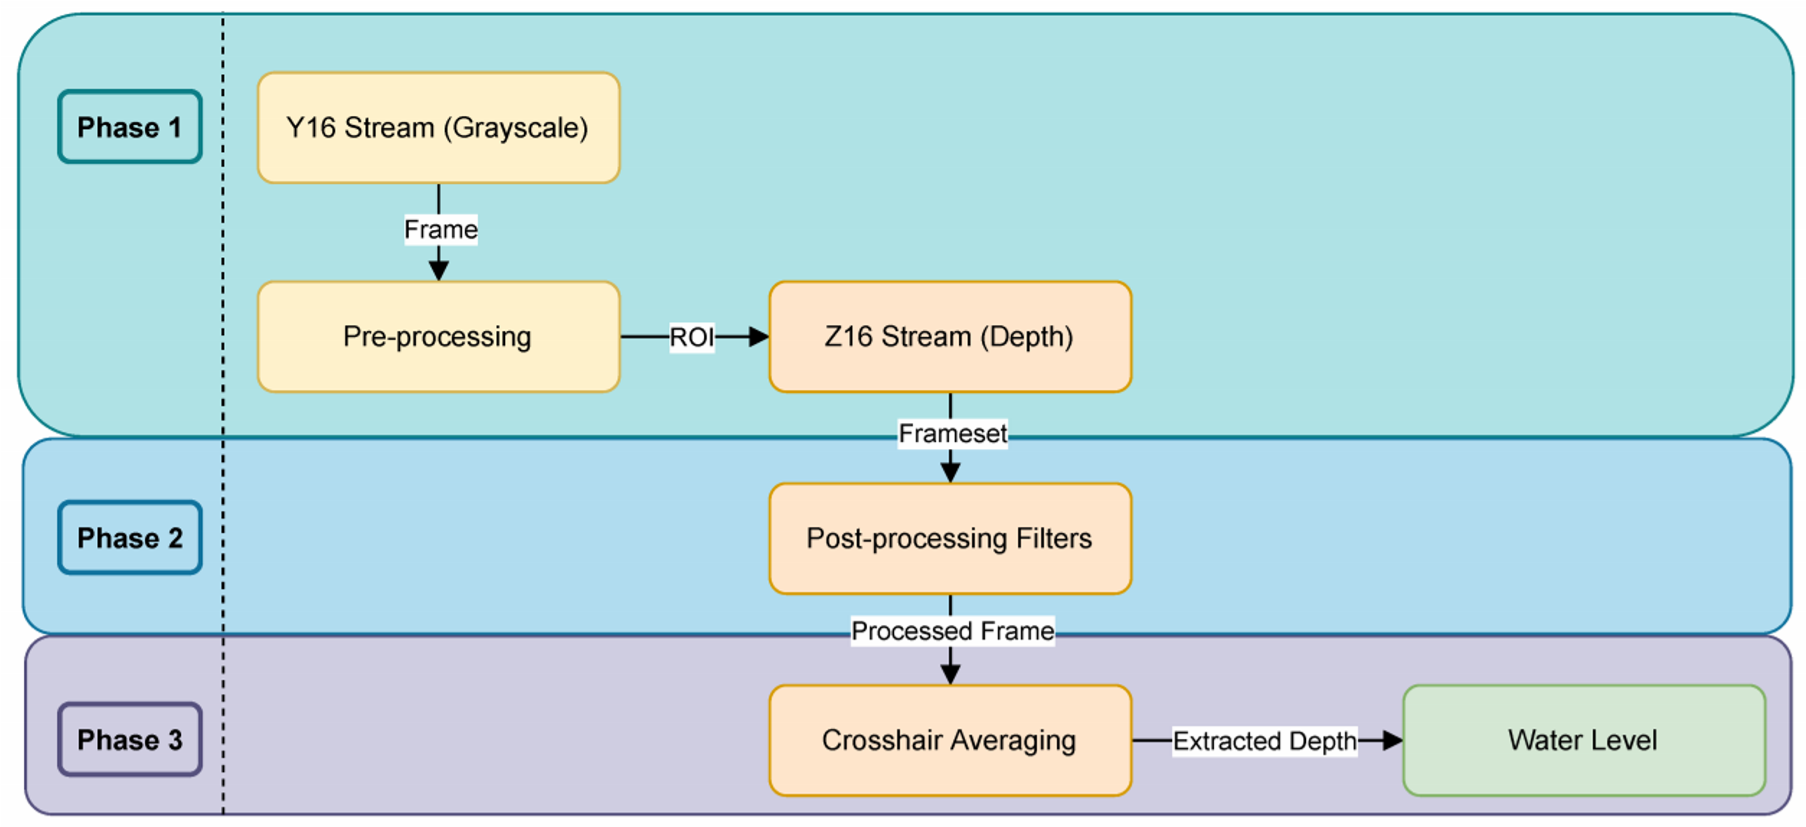 Phase 1
Y16 Stream (Grayscale)
Frame
Pre-processing
ROI
Z16 Stream (Depth)
Frameset
Phase 2
Post-processing Filters
Processed Frame
Phase 3
Crosshair Averaging
Extracted Depth
Water Level